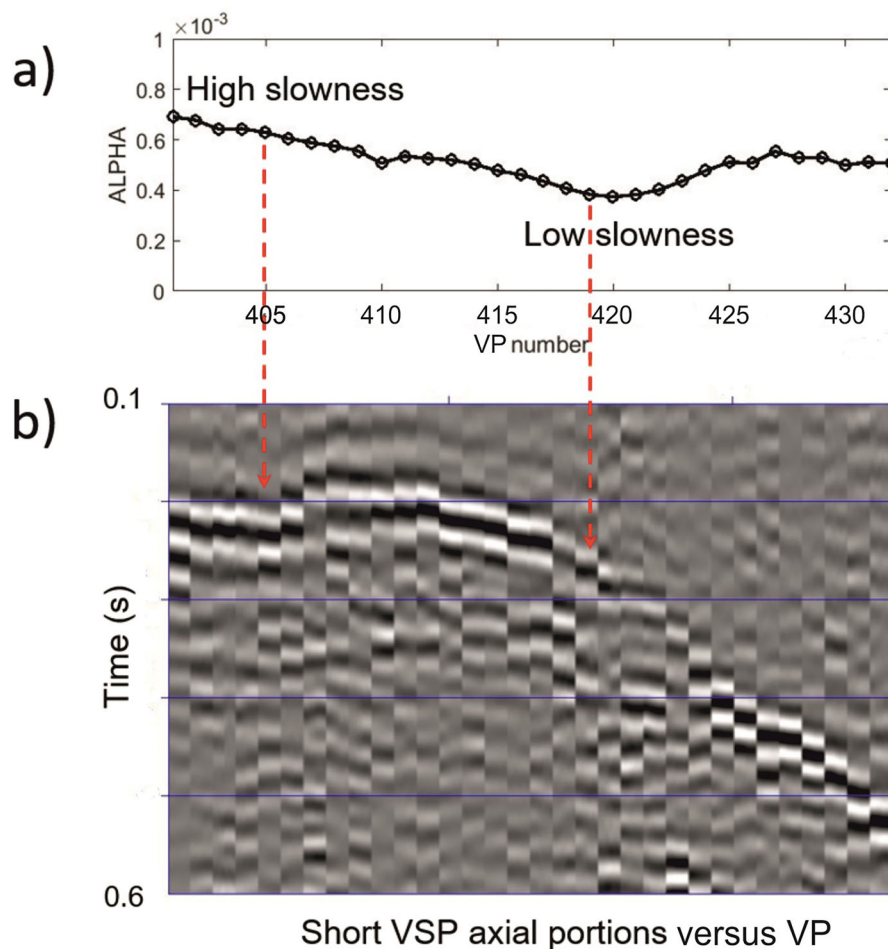 a)
×10⁻³
1
0.8
0.6
0.4
0.2
0
ALPHA
High slowness
Low slowness
405 410 415 420 425 430
VP number
b)
0.1
Time (s)
0.6
Short VSP axial portions versus VP